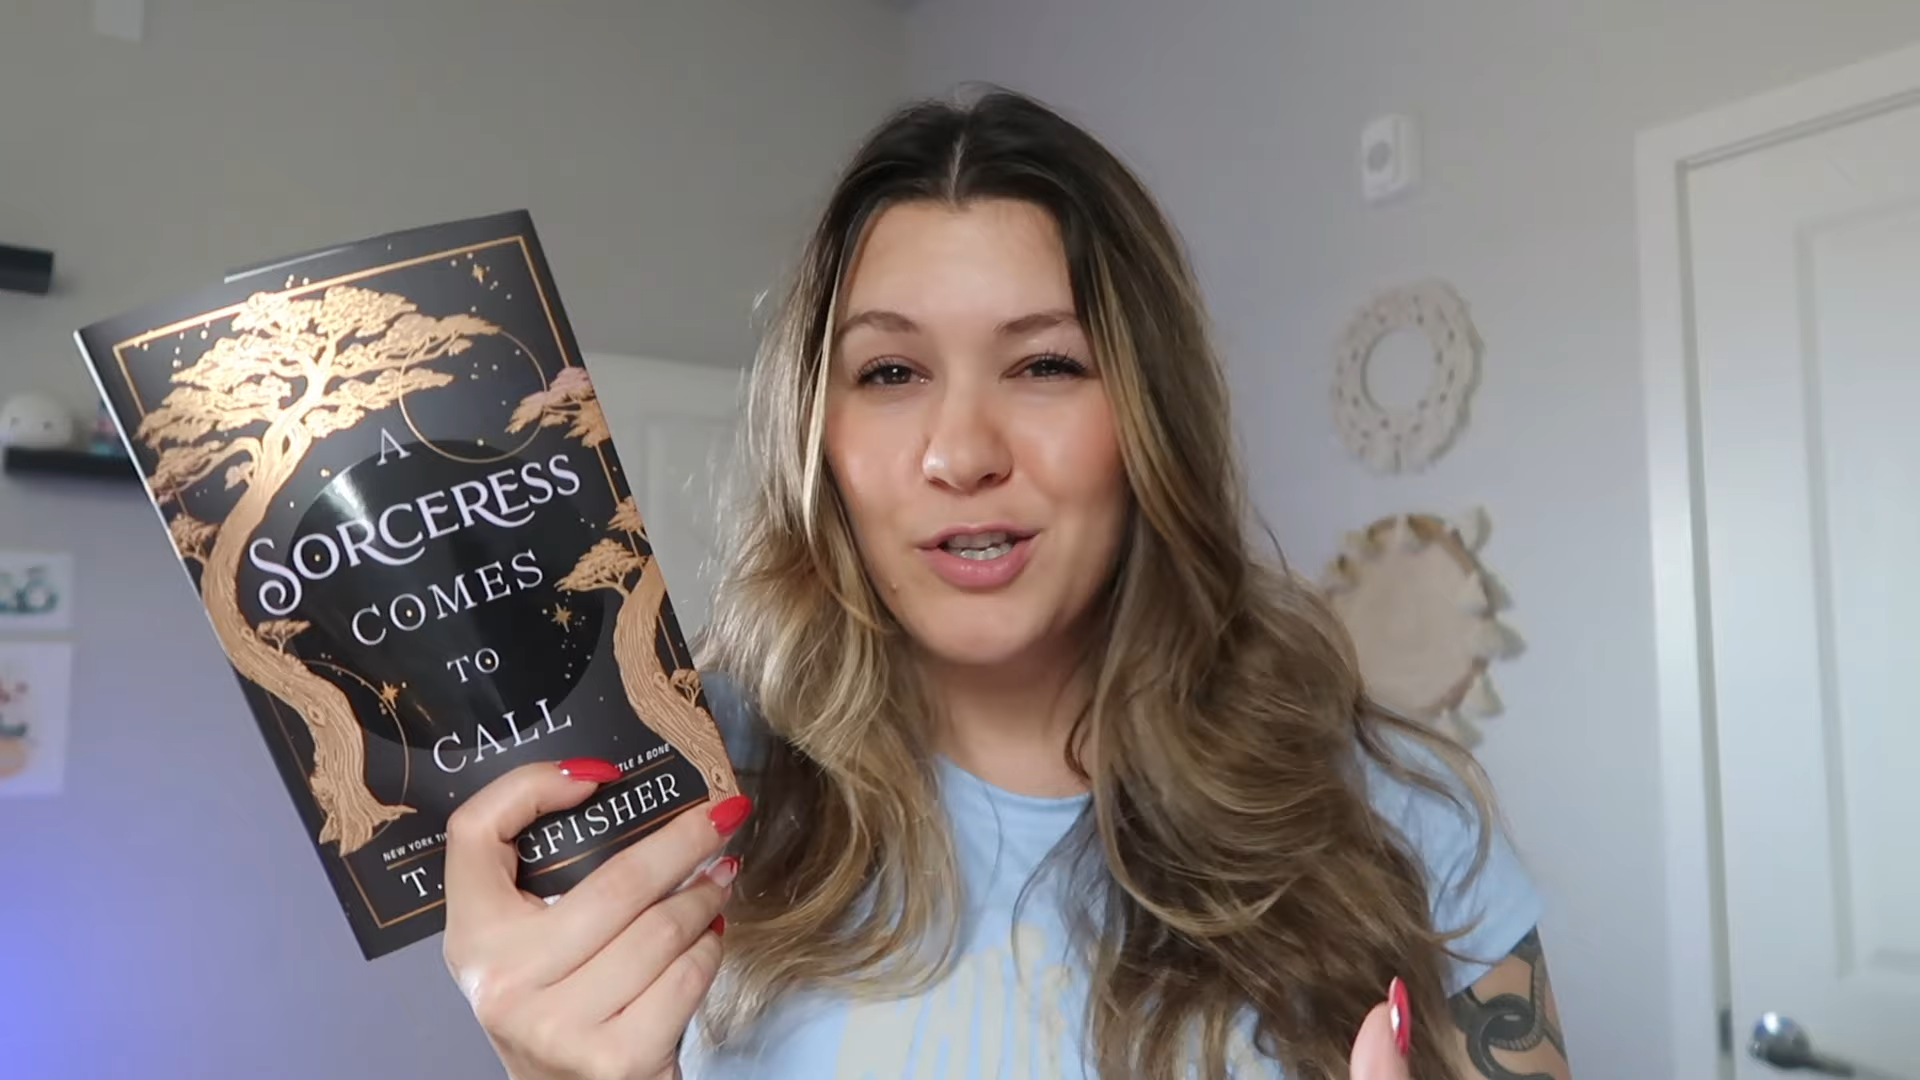 A
SORCERESS
COMES
TO
CALL
TLE & BONE
NEW YORK TI
T. GFISHER